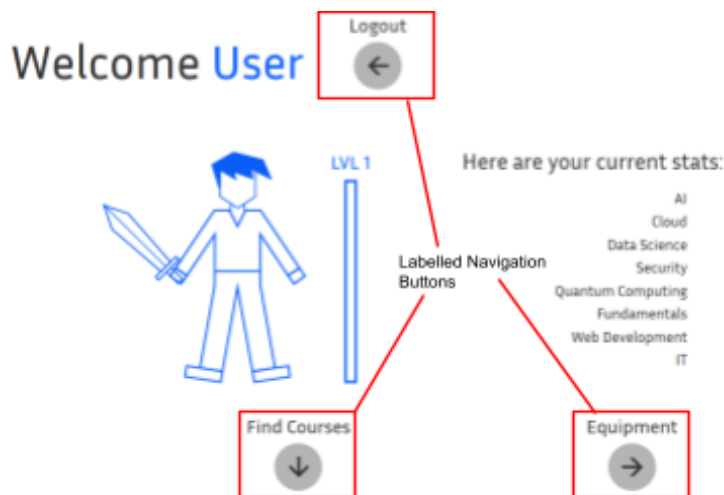 Logout
Welcome User
LVL 1
Here are your current stats:
AI
Cloud
Data Science
Security
Quantum Computing
Fundamentals
Web Development
IT
Labelled Navigation
Buttons
Find Courses
Equipment